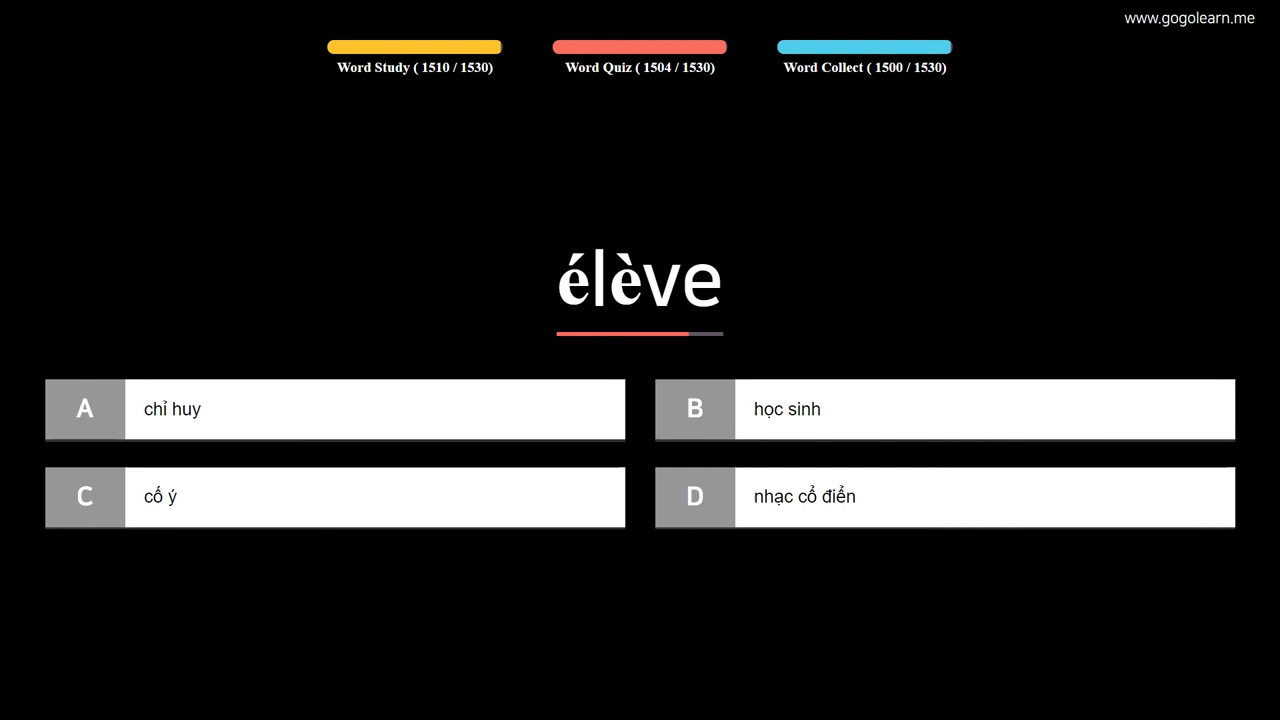 www.gogolearn.me
Word Study ( 1510 / 1530)
Word Quiz ( 1504 / 1530)
Word Collect ( 1500 / 1530)
élève
A chỉ huy
B học sinh
C cố ý
D nhạc cổ điển